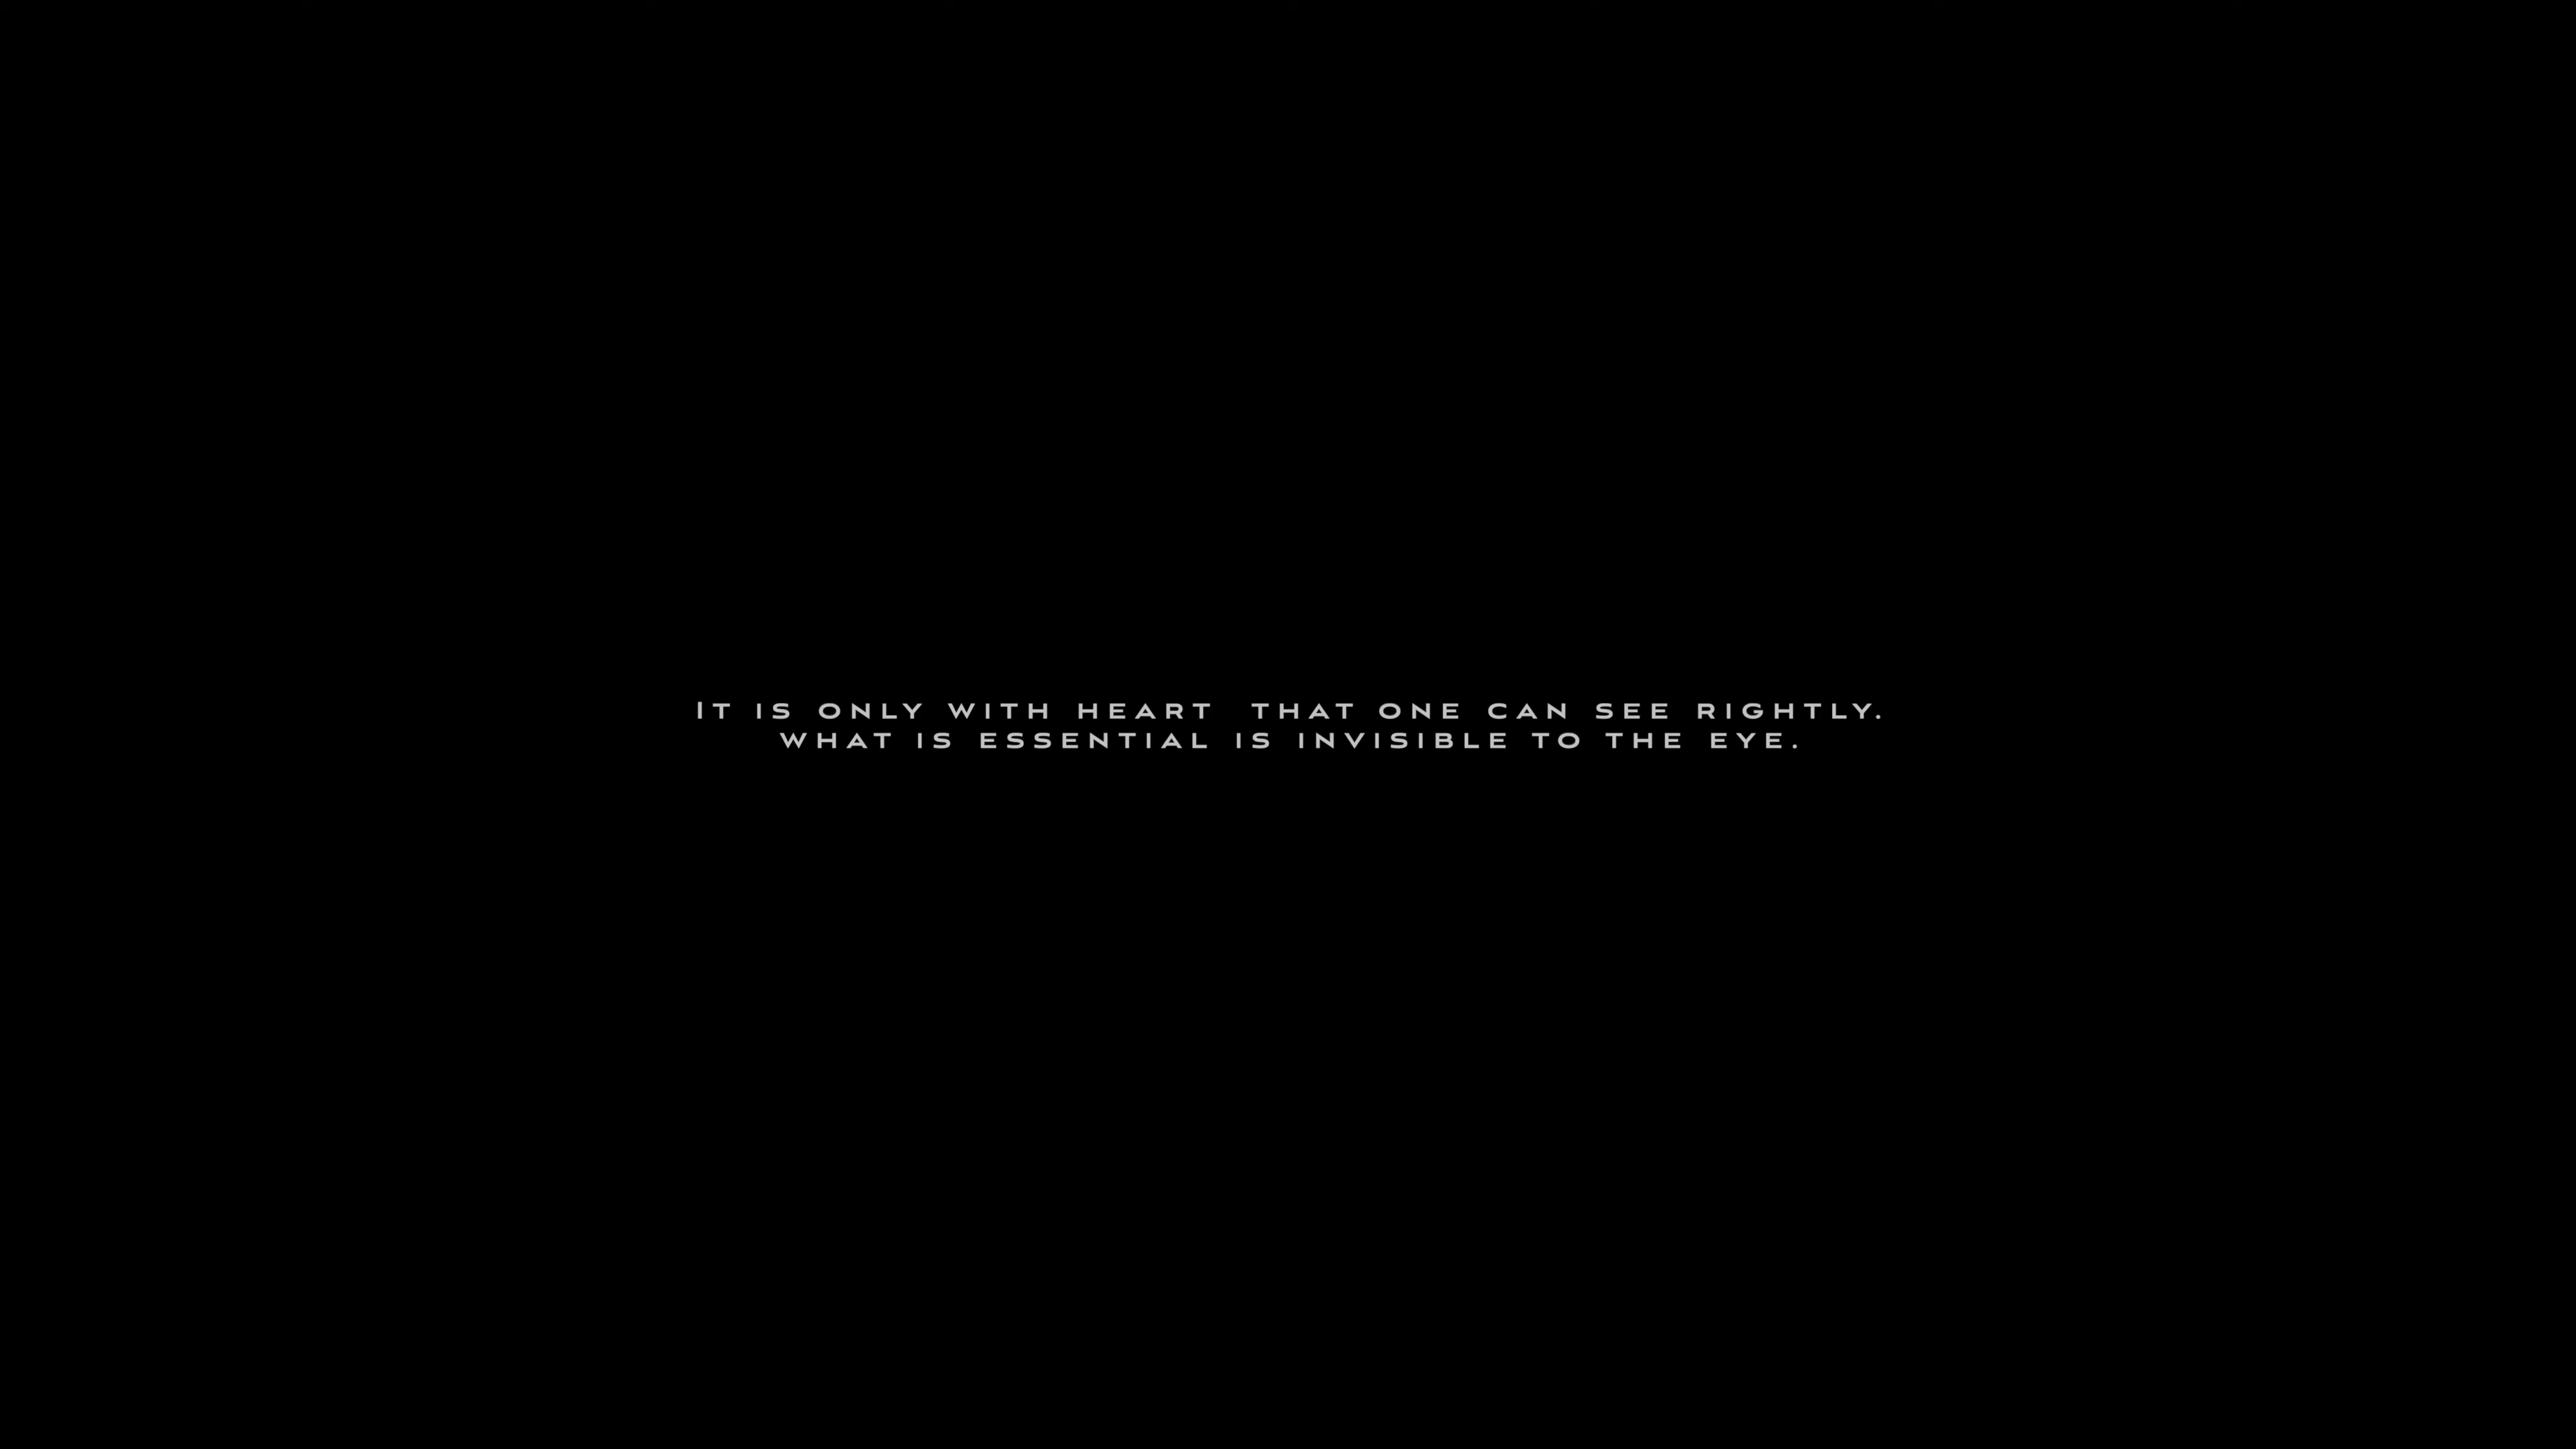 It is only with heart that one can see rightly.
what is essential is invisible to the eye.